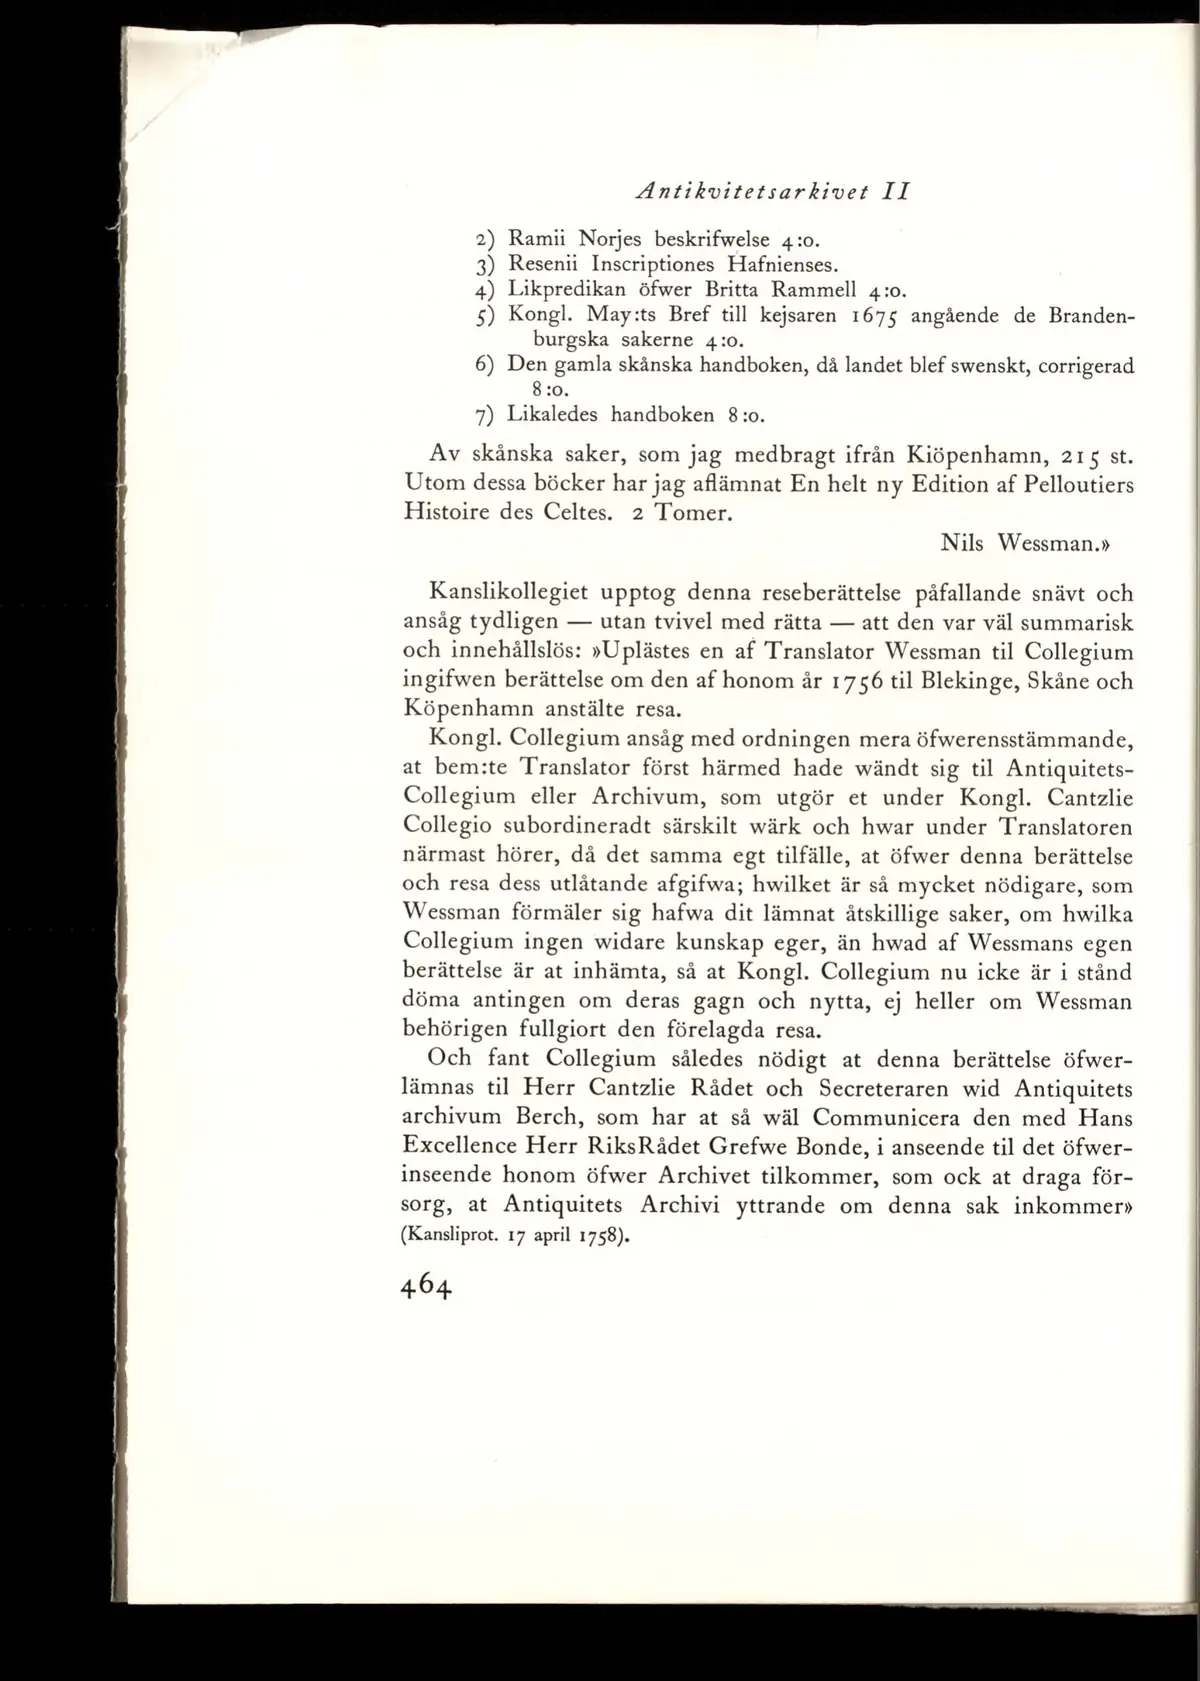 Antikvitetsarkivet II
2) Ramii Norjes beskrifwelse 4:o.
3) Resenii Inscriptiones Hafnienses.
4) Likpredikan öfwer Britta Rammell 4:o.
5) Kongl. May:ts Bref till kejsaren 1675 angående de Branden-
burgska sakerne 4:o.
6) Den gamla skånska handboken, då landet blef swenskt, corrigerad
8:o.
7) Likaledes handboken 8:o.
Av skånska saker, som jag medbragt ifrån Kiöpenhamn, 215 st.
Utom dessa böcker har jag aflämnat En helt ny Edition af Pelloutiers
Histoire des Celtes. 2 Tomer.
Nils Wessman.»
Kanslikollegiet upptog denna reseberättelse påfallande snävt och
ansåg tydligen — utan tvivel med rätta — att den var väl summarisk
och innehållslös: »Uplästes en af Translator Wessman til Collegium
ingifwen berättelse om den af honom år 1756 til Blekinge, Skåne och
Köpenhamn anstälte resa.
Kongl. Collegium ansåg med ordningen mera öfwerensstämmande,
at bem:te Translator först härmed hade wändt sig til Antiquitets-
Collegium eller Archivum, som utgör et under Kongl. Cantzlie
Collegio subordineradt särskilt wärk och hwar under Translatoren
närmast hörer, då det samma egt tilfälle, at öfwer denna berättelse
och resa dess utlåtande afgifwa; hwilket är så mycket nödigare, som
Wessman förmäler sig hafwa dit lämnat åtskillige saker, om hwilka
Collegium ingen widare kunskap eger, än hwad af Wessmans egen
berättelse är at inhämta, så at Kongl. Collegium nu icke är i stånd
döma antingen om deras gagn och nytta, ej heller om Wessman
behörigen fullgiort den förelagda resa.
Och fant Collegium således nödigt at denna berättelse öfwer-
lämnas til Herr Cantzlie Rådet och Secreteraren wid Antiquitets
archivum Berch, som har at så wäl Communicera den med Hans
Excellence Herr RiksRådet Grefwe Bonde, i anseende til det öfwer-
inseende honom öfwer Archivet tilkommer, som ock at draga för-
sorg, at Antiquitets Archivi yttrande om denna sak inkommer»
(Kansliprot. 17 april 1758).
464